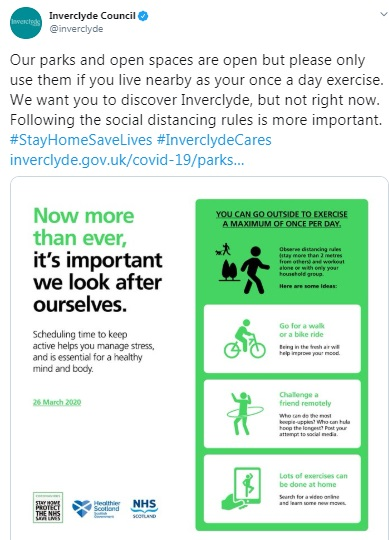 Inverclyde
Inverclyde Council
@inverclyde
Our parks and open spaces are open but please only
use them if you live nearby as your once a day exercise.
We want you to discover Inverclyde, but not right now.
Following the social distancing rules is more important.
#StayHomeSaveLives #InverclydeCares
inverclyde.gov.uk/covid-19/parks...
Now more
than ever,
it's important
we look after
ourselves.
Scheduling time to keep
active helps you manage stress,
and is essential for a healthy
mind and body.
26 March 2020
STAY HOME
PROTECT
THE NHS
SAVE LIVES
Healthier
Scotland
Scottish
Government
NHS
SCOTLAND
YOU CAN GO OUTSIDE TO EXERCISE
A MAXIMUM OF ONCE PER DAY.
Observe distancing rules
(stay more than 2 metres
from others) and workout
alone or with only your
household group.
Here are some ideas:
Go for a walk
or a bike ride
Being in the fresh air will
help improve your mood.
Challenge a
friend remotely
Who can do the most
keepie-uppies? Who can hula
hoop the longest? Post your
attempt to social media.
Lots of exercises can
be done at home
Search for a video online
and learn some new moves.